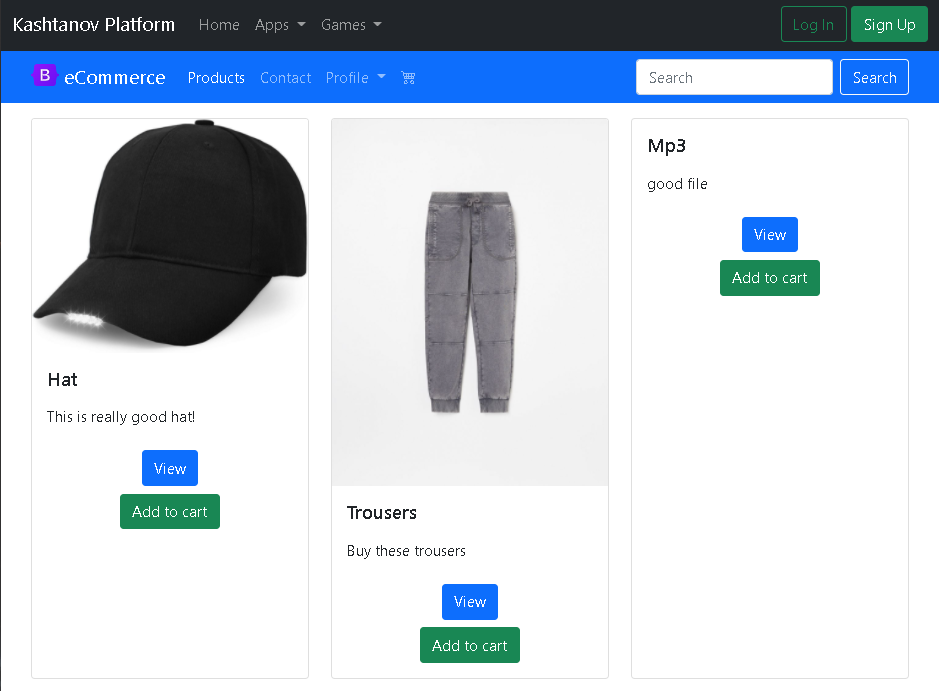 Kashtanov Platform Home Apps Games Log In Sign Up
B eCommerce Products Contact Profile Search Search
Hat
This is really good hat!
View
Add to cart
Trousers
Buy these trousers
View
Add to cart
Mp3
good file
View
Add to cart